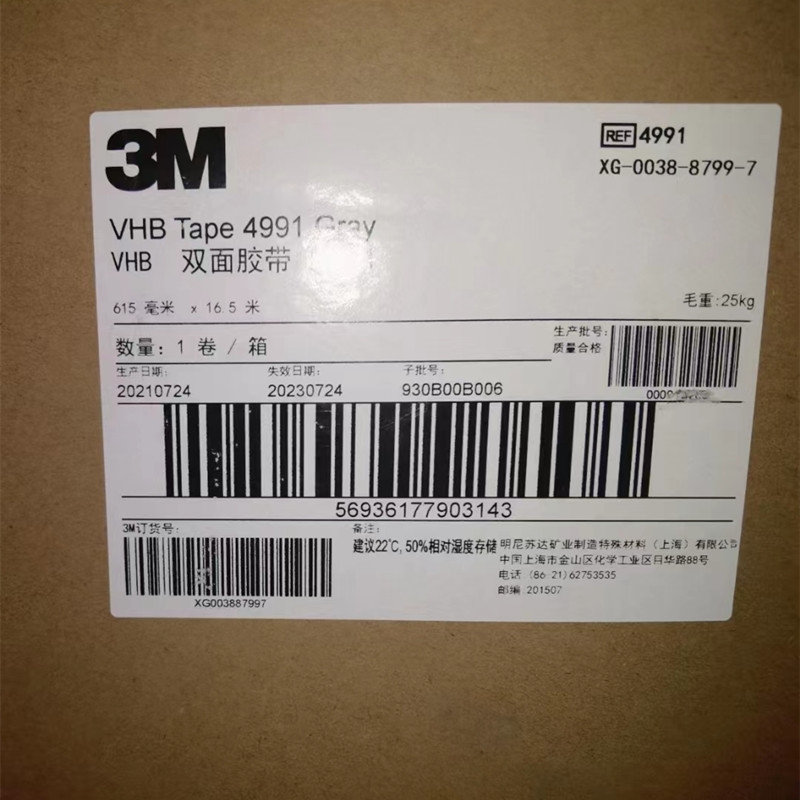 3M
REF 4991
XG-0038-8799-7
VHB Tape 4991 Gray
VHB 双面胶带
615 毫米 x 16.5 米
毛重:25kg
数量: 1 卷 / 箱
生产批号:
质量合格
生产日期:
失效日期:
子批号:
20210724
20230724
930B00B006
56936177903143
3M订货号:
备注:
建议22℃, 50%相对湿度存储
明尼苏达矿业制造特殊材料（上海）有限公
中国上海市金山区化学工业区月华路88号
电话 (86-21)62753535
邮编:201507
XG003887997